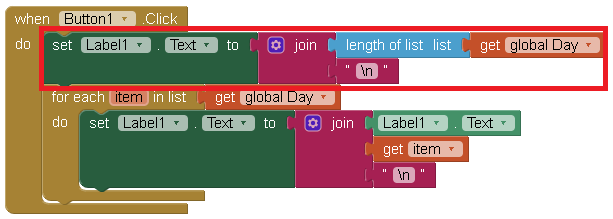 when Button1 .Click
do set Label1 . Text to join length of list list get global Day
" \n "
for each item in list get global Day
do set Label1 . Text to join Label1 . Text
get item
" \n "